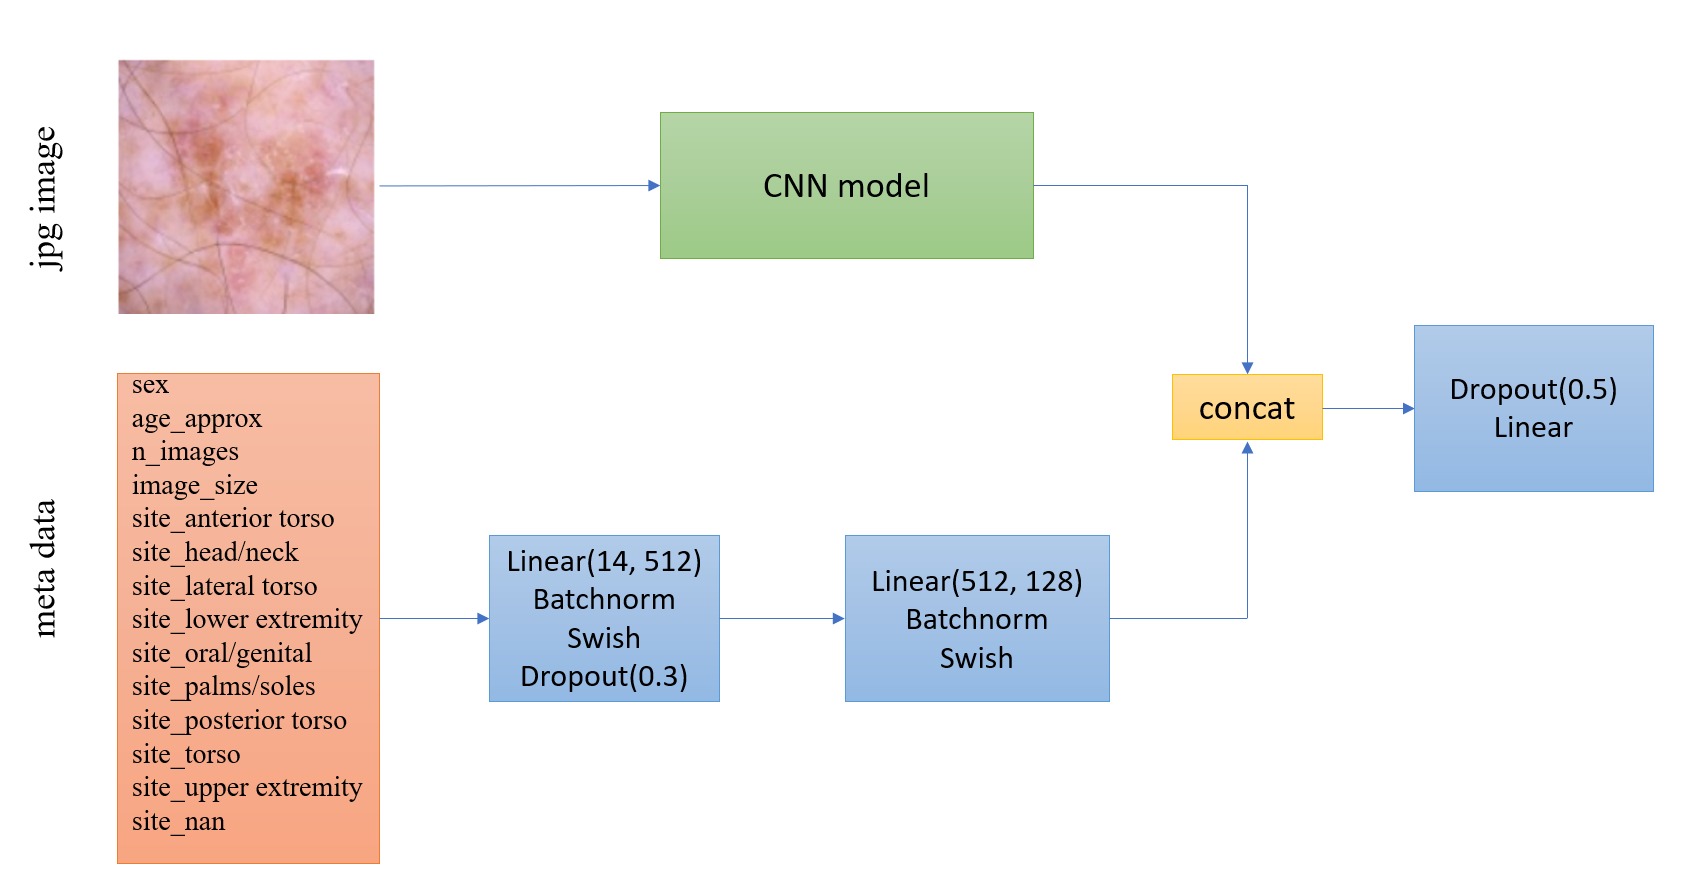 jpg image
CNN model
meta data
sex
age_approx
n_images
image_size
site_anterior torso
site_head/neck
site_lateral torso
site_lower extremity
site_oral/genital
site_palms/soles
site_posterior torso
site_torso
site_upper extremity
site_nan
Linear(14, 512)
Batchnorm
Swish
Dropout(0.3)
Linear(512, 128)
Batchnorm
Swish
concat
Dropout(0.5)
Linear